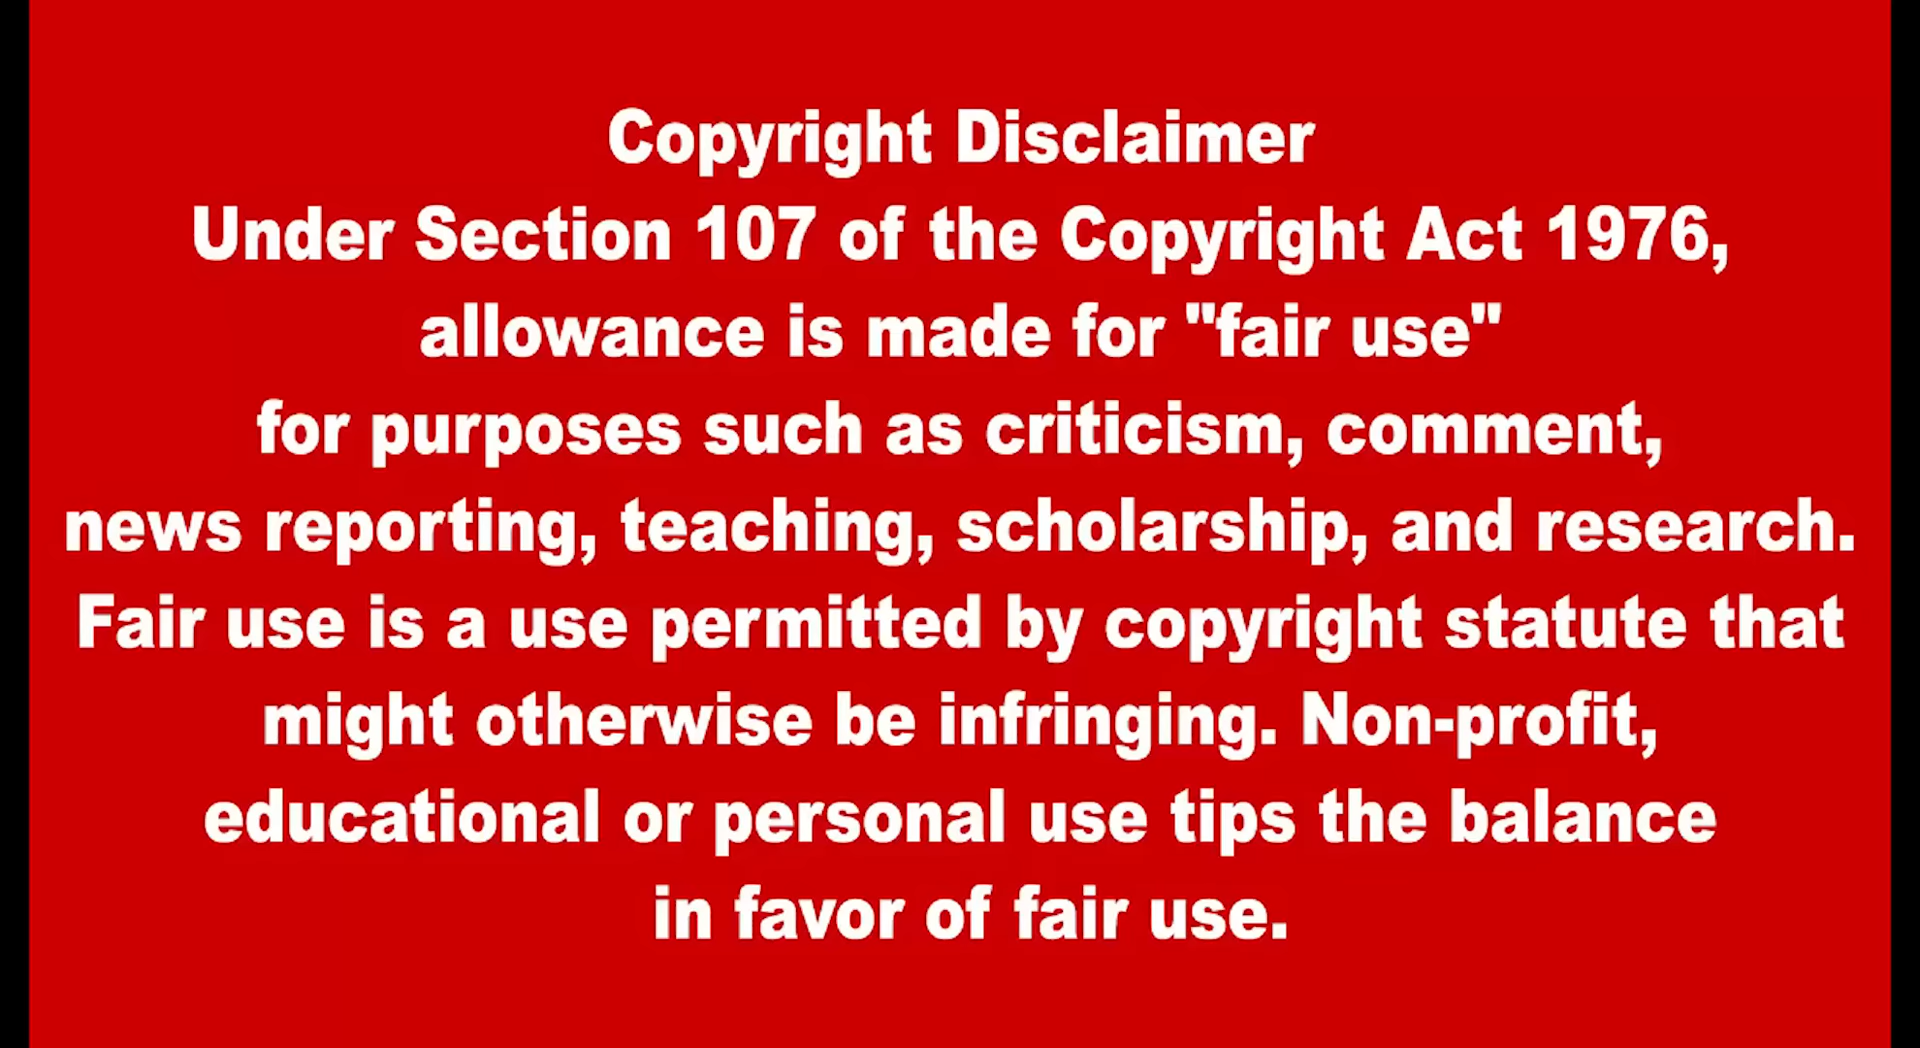 Copyright Disclaimer
Under Section 107 of the Copyright Act 1976,
allowance is made for "fair use"
for purposes such as criticism, comment,
news reporting, teaching, scholarship, and research.
Fair use is a use permitted by copyright statute that
might otherwise be infringing. Non-profit,
educational or personal use tips the balance
in favor of fair use.